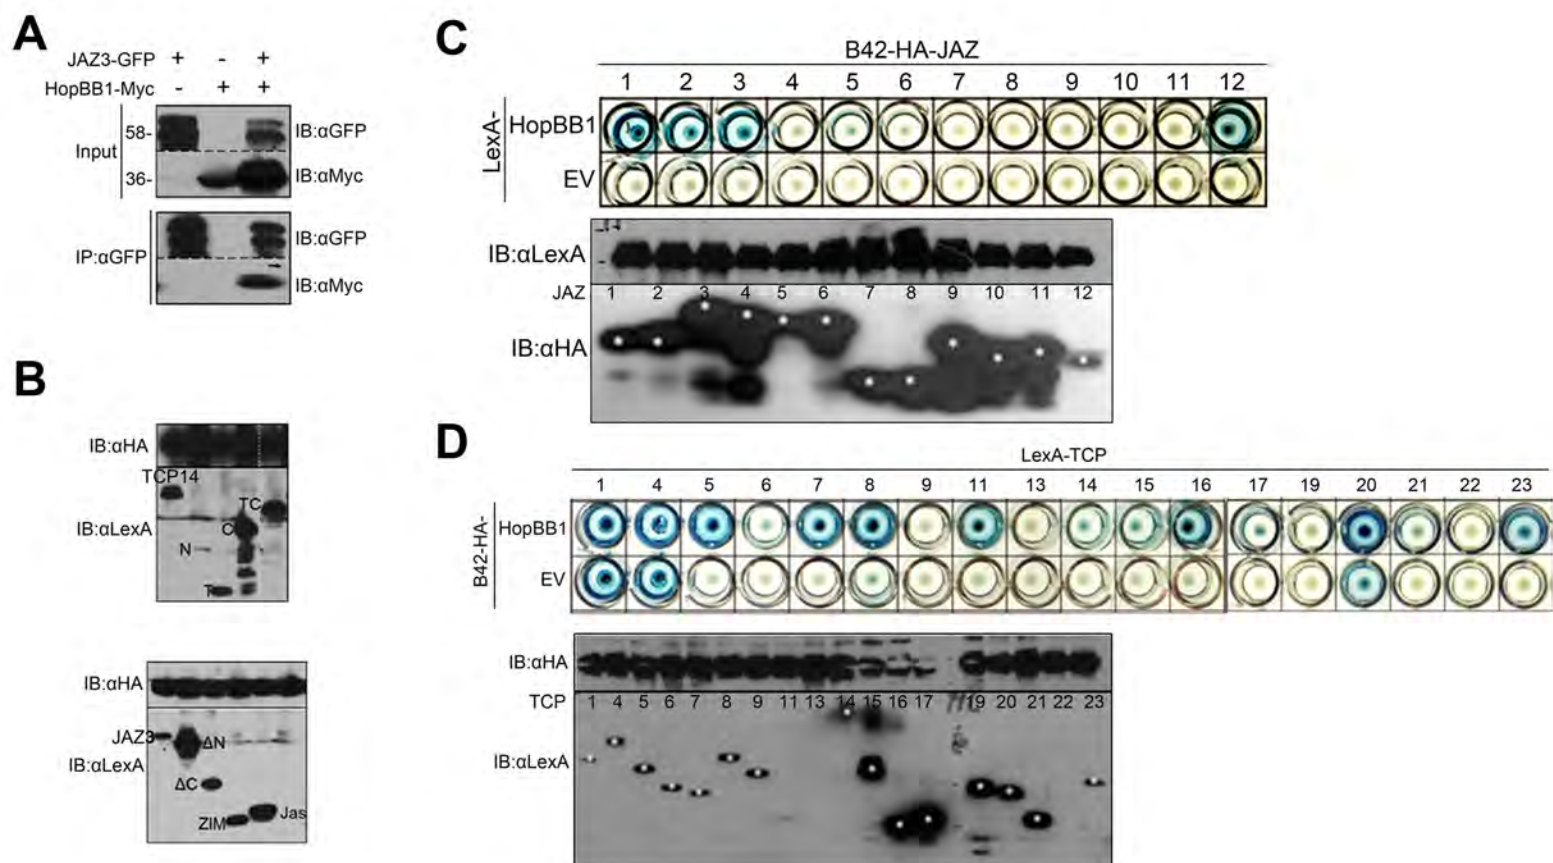 A
JAZ3-GFP + - +
HopBB1-Myc - + +
Input
58-
IB:αGFP
36-
IB:αMyc
IP:αGFP
IB:αGFP
IB:αMyc
B
IB:αHA
TCP14
TC
IB:αLexA
C
N
T
IB:αHA
JAZ3
ΔN
IB:αLexA
ΔC
ZIM
Jas
C
B42-HA-JAZ
1 2 3 4 5 6 7 8 9 10 11 12
LexA-
HopBB1
EV
IB:αLexA
JAZ 1 2 3 4 5 6 7 8 9 10 11 12
IB:αHA
D
LexA-TCP
1 4 5 6 7 8 9 11 13 14 15 16 17 19 20 21 22 23
B42-HA-
HopBB1
EV
IB:αHA
TCP 1 4 5 6 7 8 9 11 13 14 15 16 17 19 20 21 22 23
IB:αLexA